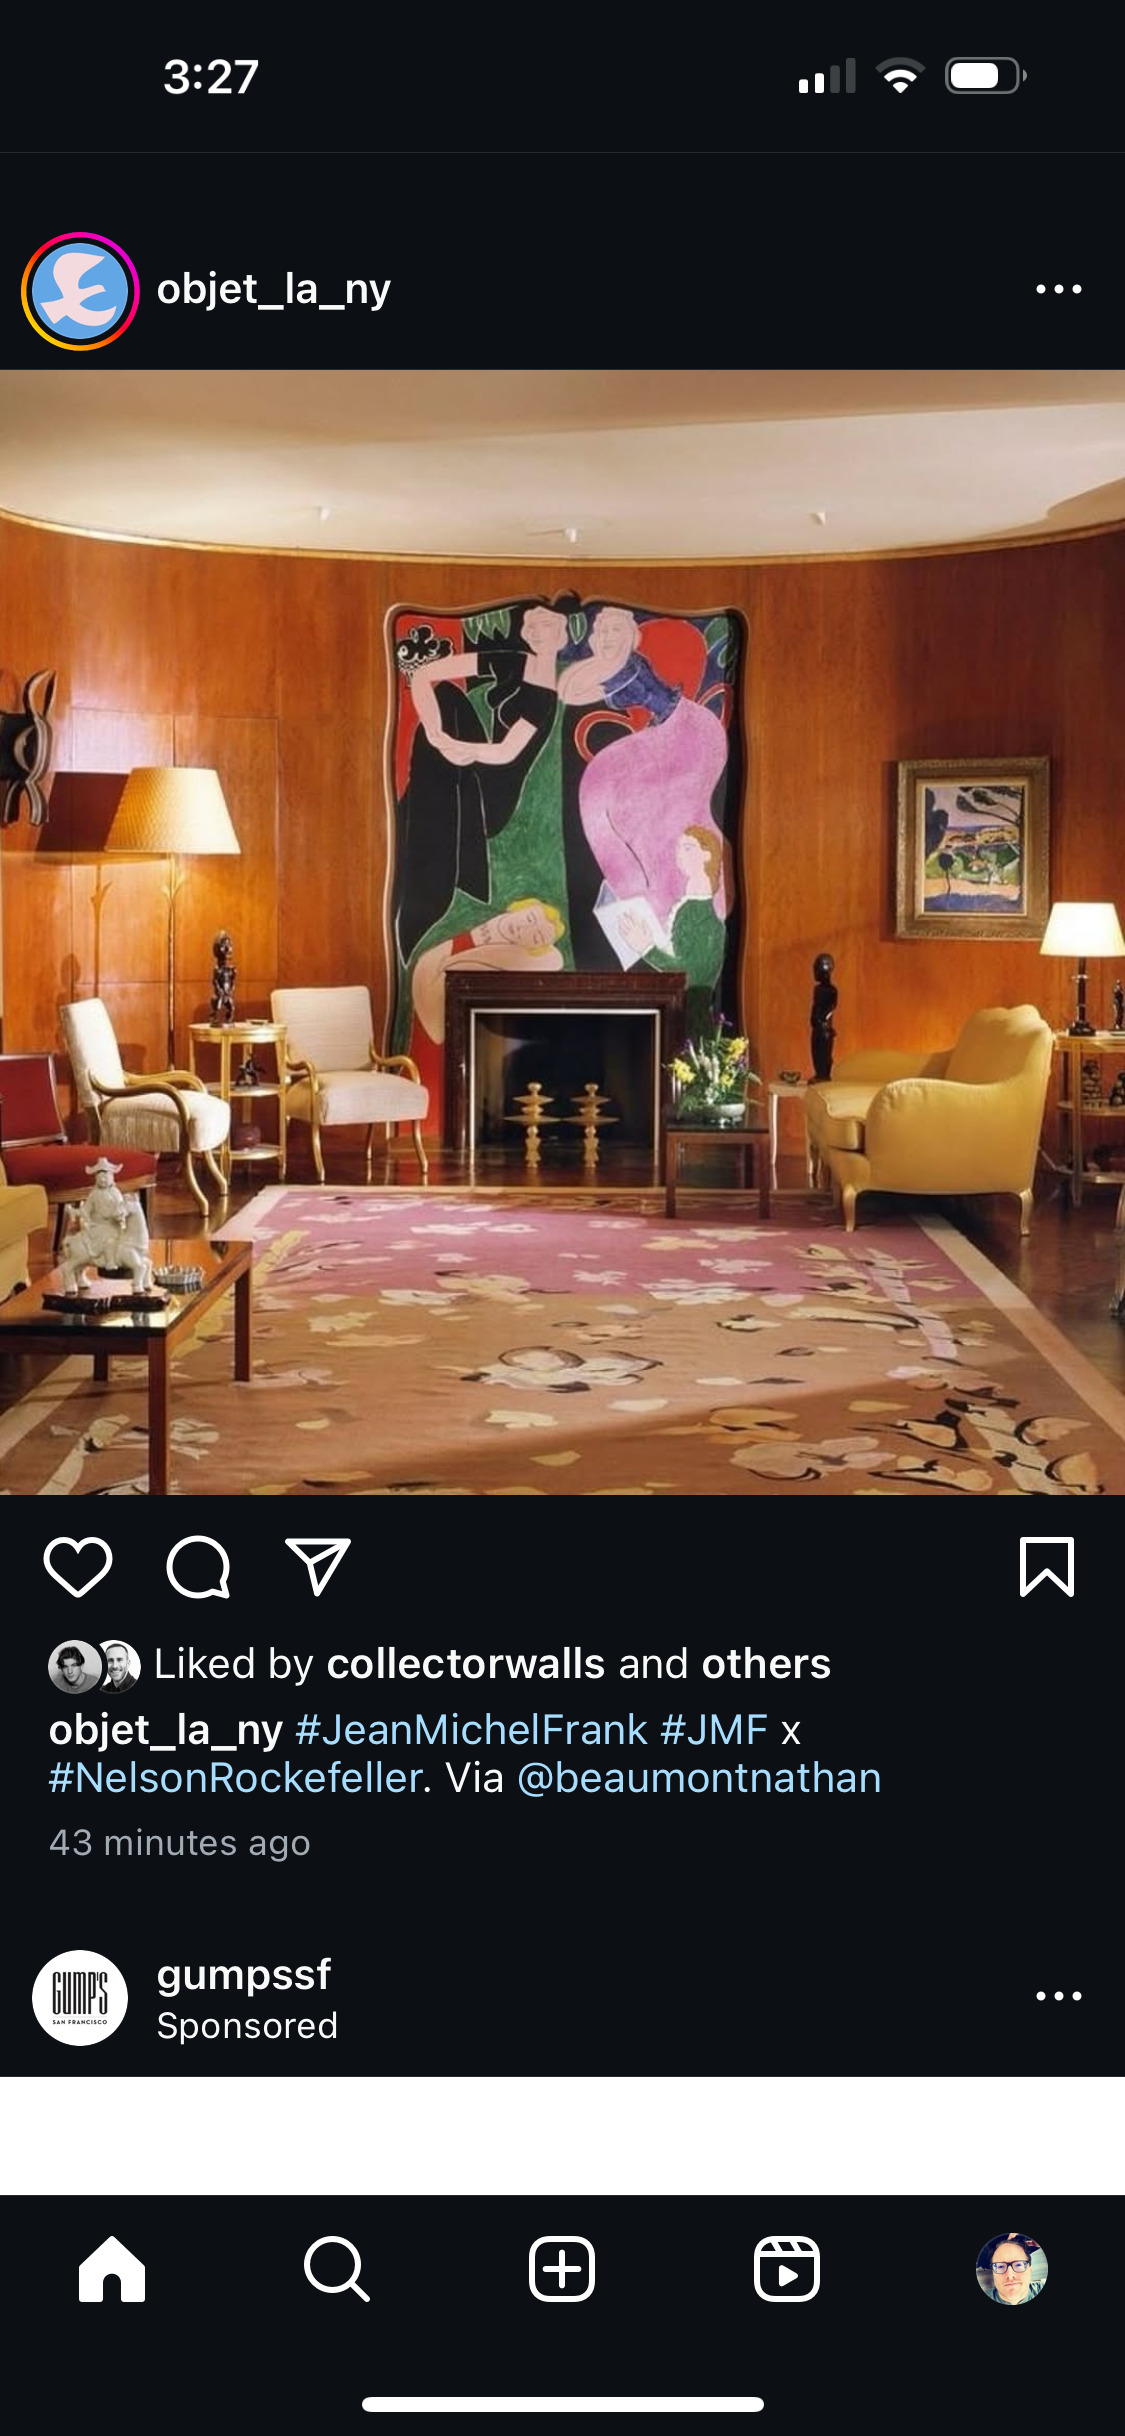 3:27
objet_la_ny
Liked by collectorwalls and others
objet_la_ny #JeanMichelFrank #JMF x
#NelsonRockefeller. Via @beaumontnathan
43 minutes ago
GUMP'S
SAN FRANCISCO
gumpssf
Sponsored